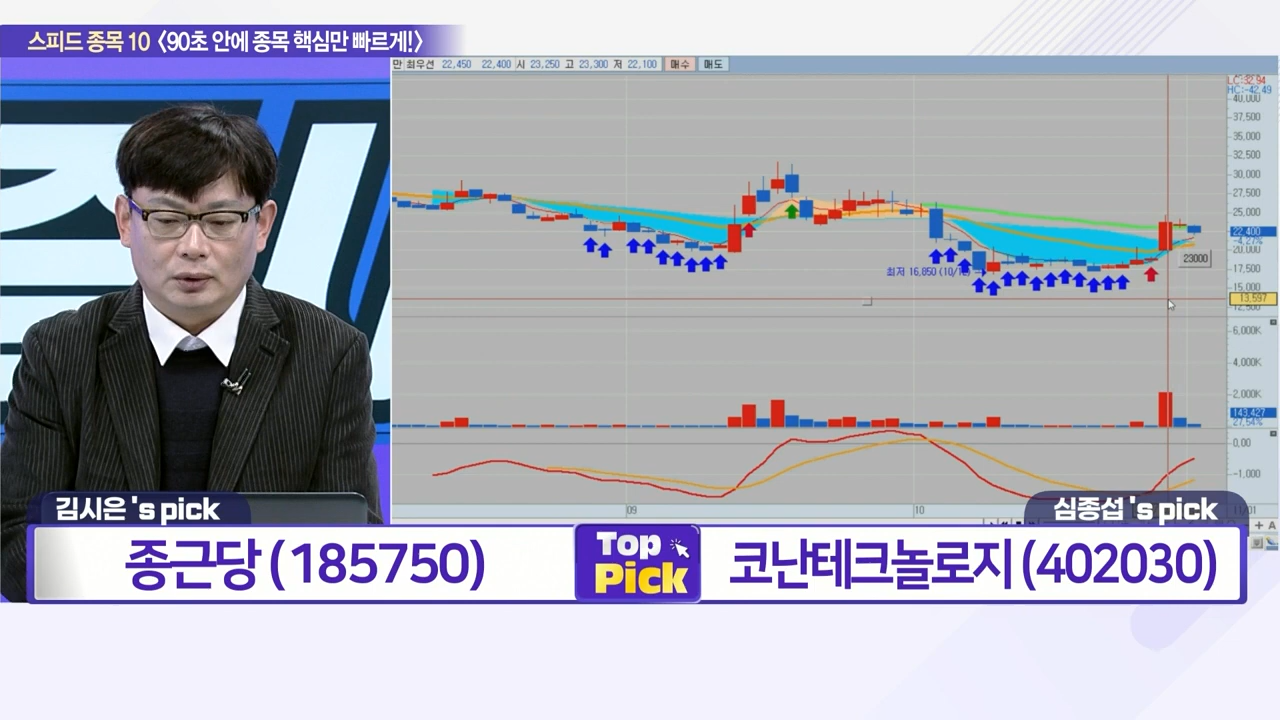 스피드 종목 10 〈90초 안에 종목 핵심만 빠르게!〉
만 최우선 22,450 22,400 시 23,250 고 23,300 저 22,100 매수 매도
LC:32.94
HC:-42.49
40,000
37,500
35,000
32,500
30,000
27,500
25,000
22,400
-4.27%
20,000
17,500
15,000
13,597
12,500
23000
최저 16,850 (10/
6,000K
4,000K
2,000K
143,427
27.54%
0,00
-1,000
09
10
11/01
김시은 's pick
심종섭 's pick
종근당 (185750)
Top
Pick
코난테크놀로지 (402030)